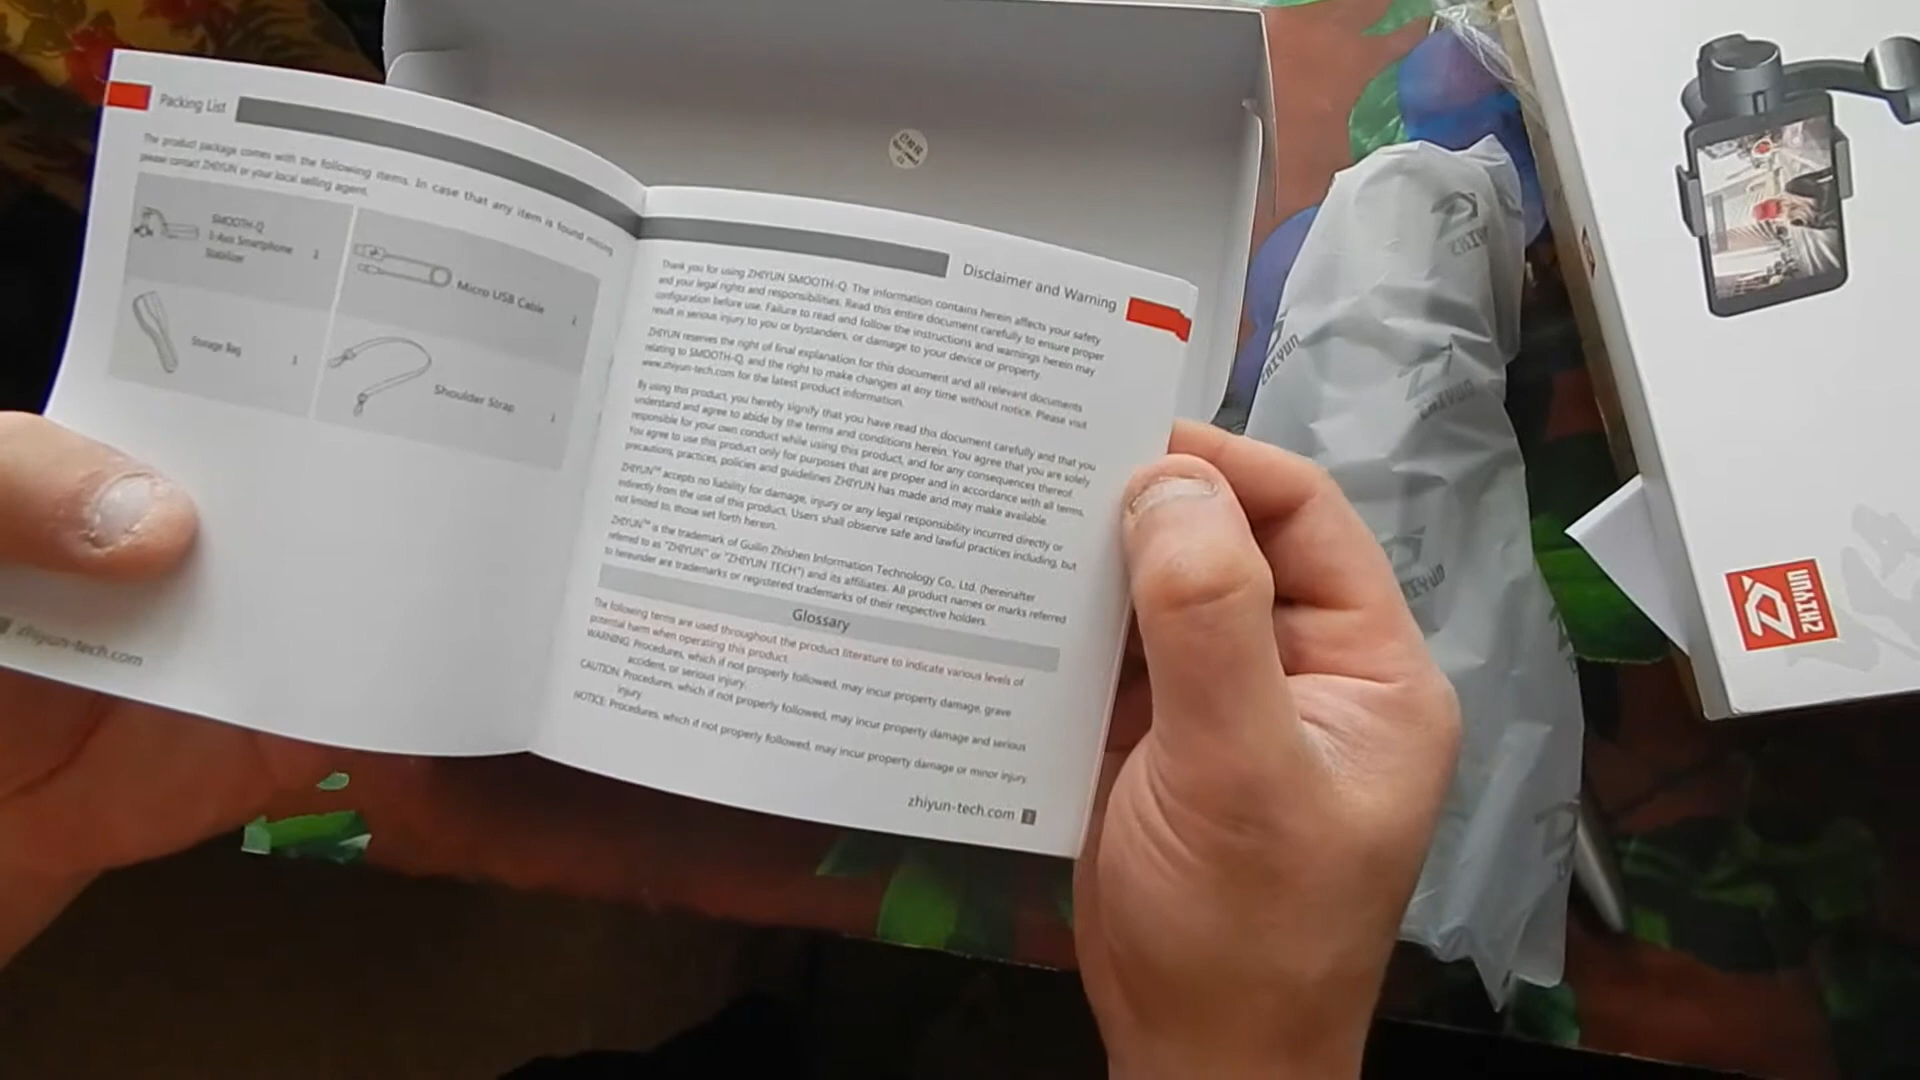 Packing List
The product package comes with the following items. In case that any item is found missing
please contact ZHIYUN or your local selling agent.
SMOOTH-Q
3-Axis Smartphone
Stabilizer
1
Micro USB Cable
1
Storage Bag
1
Shoulder Strap
1
zhiyun-tech.com
Disclaimer and Warning
Thank you for using ZHIYUN SMOOTH-Q. The information contains herein affects your safety
and your legal rights and responsibilities. Read this entire document carefully to ensure proper
configuration before use. Failure to read and follow the instructions and warnings herein may
result in serious injury to you or bystanders, or damage to your device or property.
ZHIYUN reserves the right of final explanation for this document and all relevant documents
relating to SMOOTH-Q, and the right to make changes at any time without notice. Please visit
www.zhiyun-tech.com for the latest product information.
By using this product, you hereby signify that you have read this document carefully and that you
understand and agree to abide by the terms and conditions herein. You agree that you are solely
responsible for your own conduct while using this product, and for any consequences thereof.
You agree to use this product only for purposes that are proper and in accordance with all terms,
precautions, practices, policies and guidelines ZHIYUN has made and may make available.
ZHIYUN™ accepts no liability for damage, injury or any legal responsibility incurred directly or
indirectly from the use of this product. Users shall observe safe and lawful practices including, but
not limited to, those set forth herein.
ZHIYUN™ is the trademark of Guilin Zhishen Information Technology Co., Ltd. (hereinafter
referred to as "ZHIYUN" or "ZHIYUN TECH") and its affiliates. All product names or marks referred
to hereunder are trademarks or registered trademarks of their respective holders.
Glossary
The following terms are used throughout the product literature to indicate various levels of
potential harm when operating this product.
WARNING: Procedures, which if not properly followed, may incur property damage, grave
accident, or serious injury.
CAUTION: Procedures, which if not properly followed, may incur property damage and serious
injury.
NOTICE: Procedures, which if not properly followed, may incur property damage or minor injury.
zhiyun-tech.com
ZHIYUN
ZHIYUN
ZHIYUN
ZHIYUN
ZHIYUN